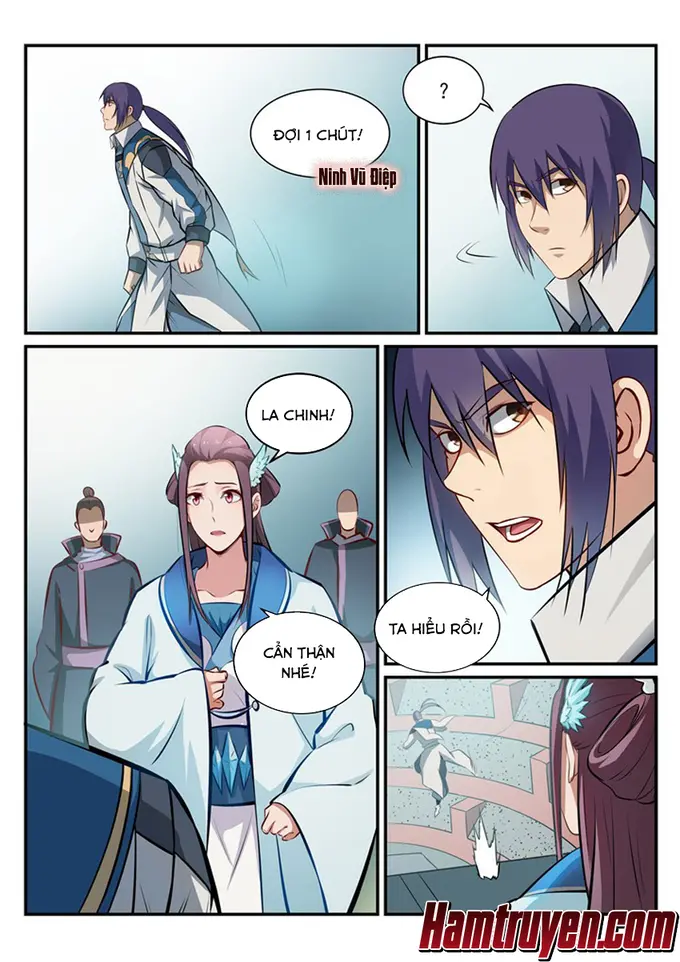 ĐỢI 1 CHÚT!
Ninh Vũ Điệp
?
LA CHINH!
CẨN THẬN
NHÉ!
TA HIỂU RỒI!
Hamtruyen.com